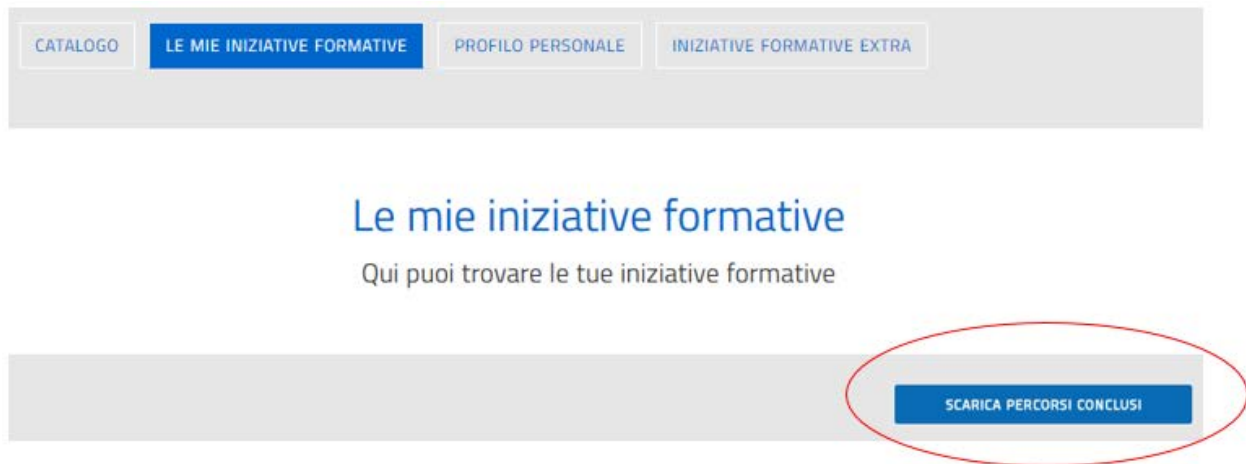 CATALOGO LE MIE INIZIATIVE FORMATIVE PROFILO PERSONALE INIZIATIVE FORMATIVE EXTRA
Le mie iniziative formative
Qui puoi trovare le tue iniziative formative
SCARICA PERCORSI CONCLUSI